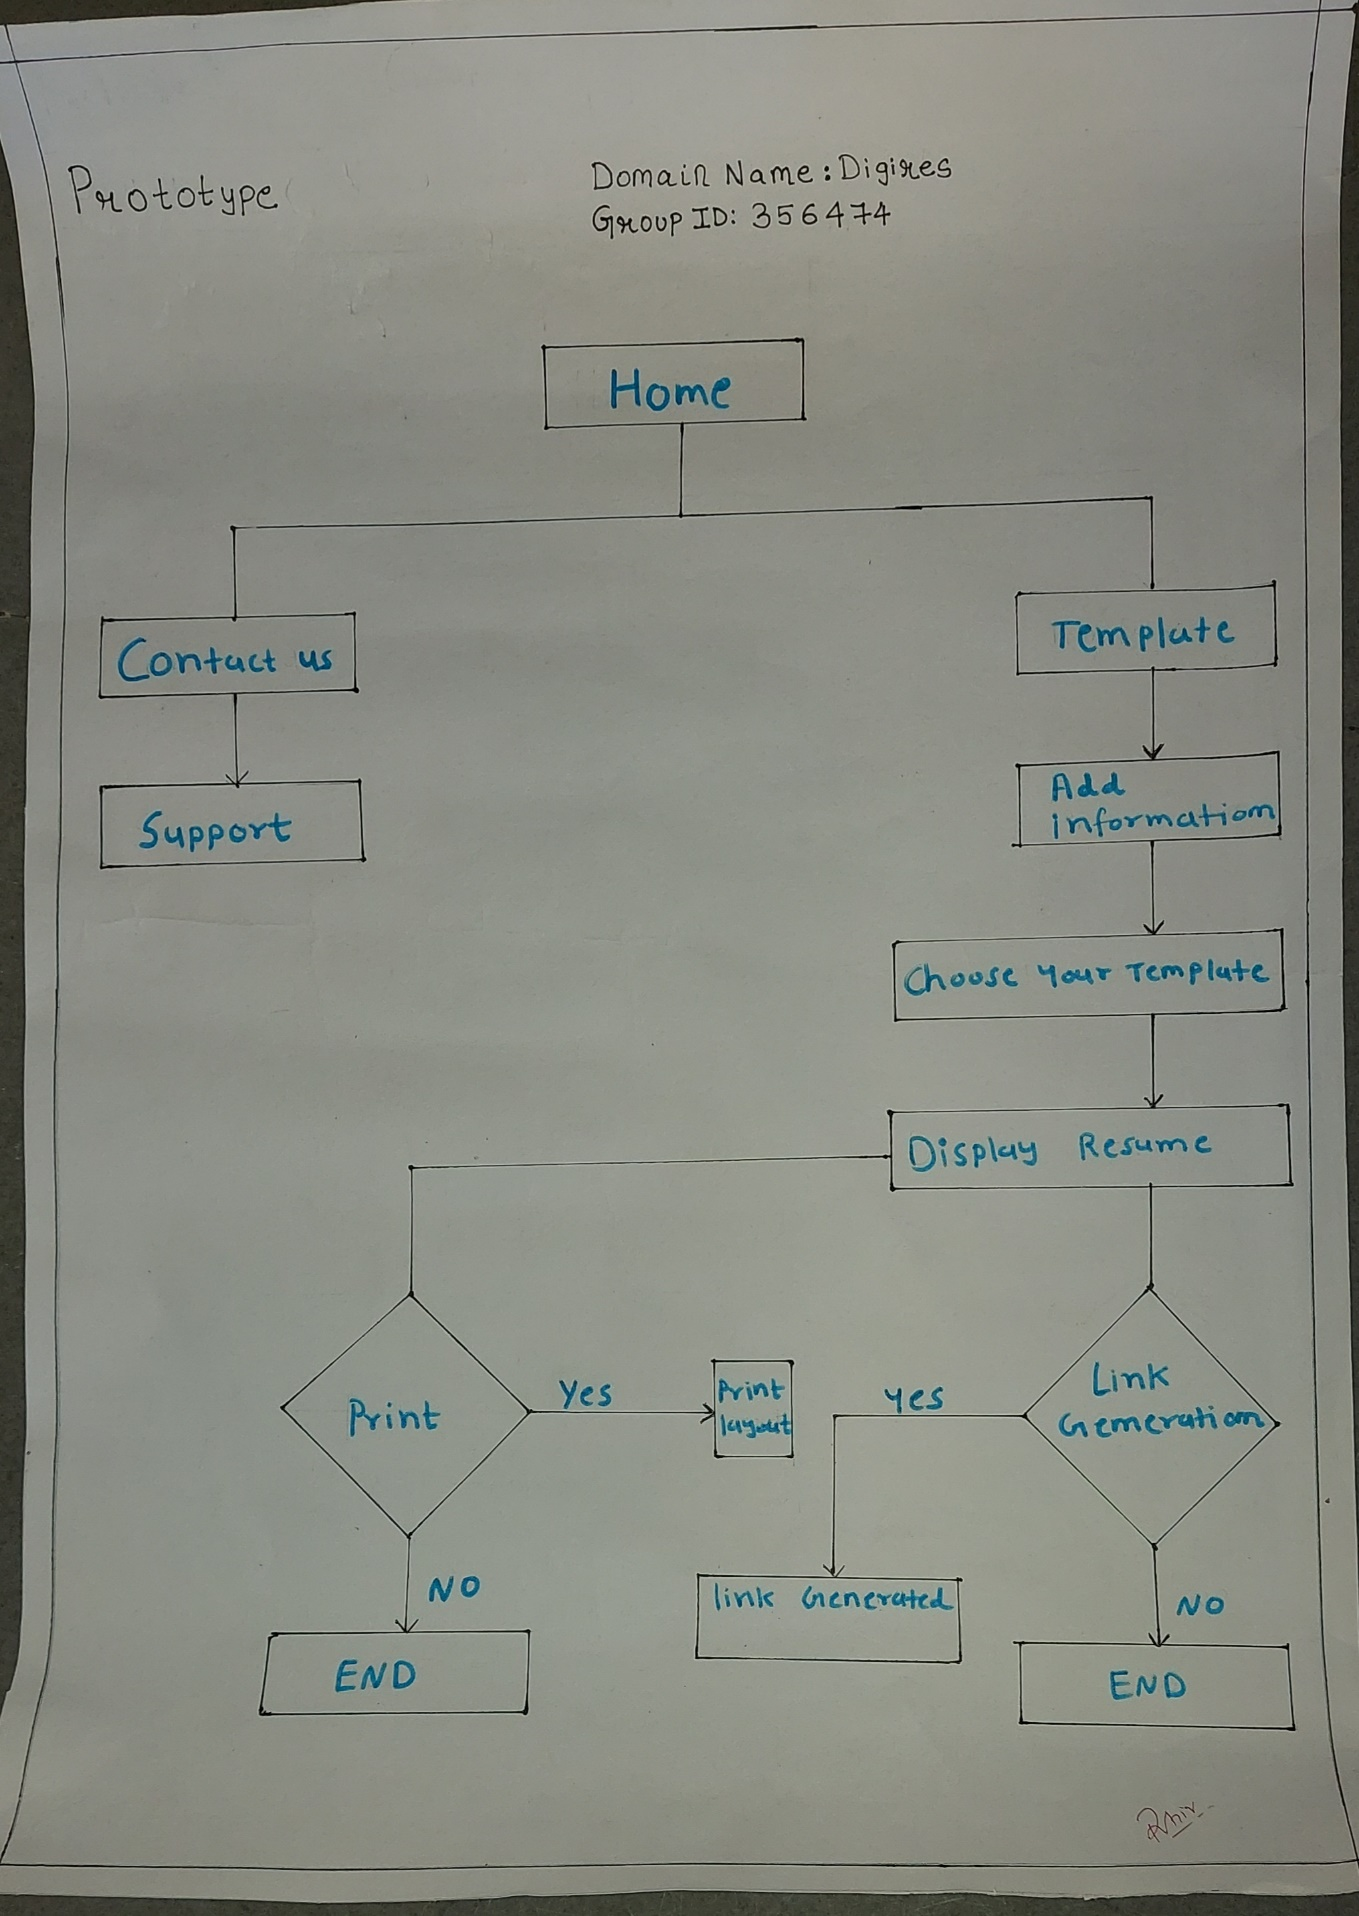 Prototype
Domain Name: Digires
Group ID: 356474
Home
Contact us
Template
Support
Add
information
Choose your Template
Display Resume
Print
Yes
Print
layout
yes
Link
Generation
NO
link Generated
NO
END
END